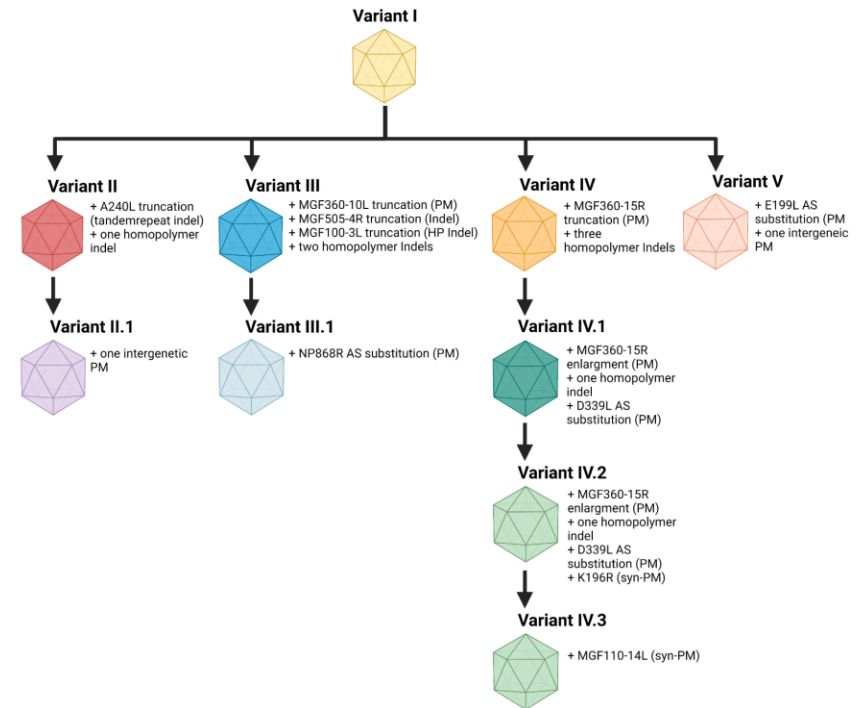 Variant I
Variant II
+ A240L truncation
(tandemrepeat indel)
+ one homopolymer
indel
Variant III
+ MGF360-10L truncation (PM)
+ MGF505-4R truncation (Indel)
+ MGF100-3L truncation (HP Indel)
+ two homopolymer Indels
Variant IV
+ MGF360-15R
truncation (PM)
+ three
homopolymer Indels
Variant V
+ E199L AS
substitution (PM
+ one intergeneic
PM
Variant II.1
+ one intergenetic
PM
Variant III.1
+ NP868R AS substitution (PM)
Variant IV.1
+ MGF360-15R
enlargment (PM)
+ one homopolymer
indel
+ D339L AS
substitution (PM)
Variant IV.2
+ MGF360-15R
enlargment (PM)
+ one homopolymer
indel
+ D339L AS
substitution (PM)
+ K196R (syn-PM)
Variant IV.3
+ MGF110-14L (syn-PM)